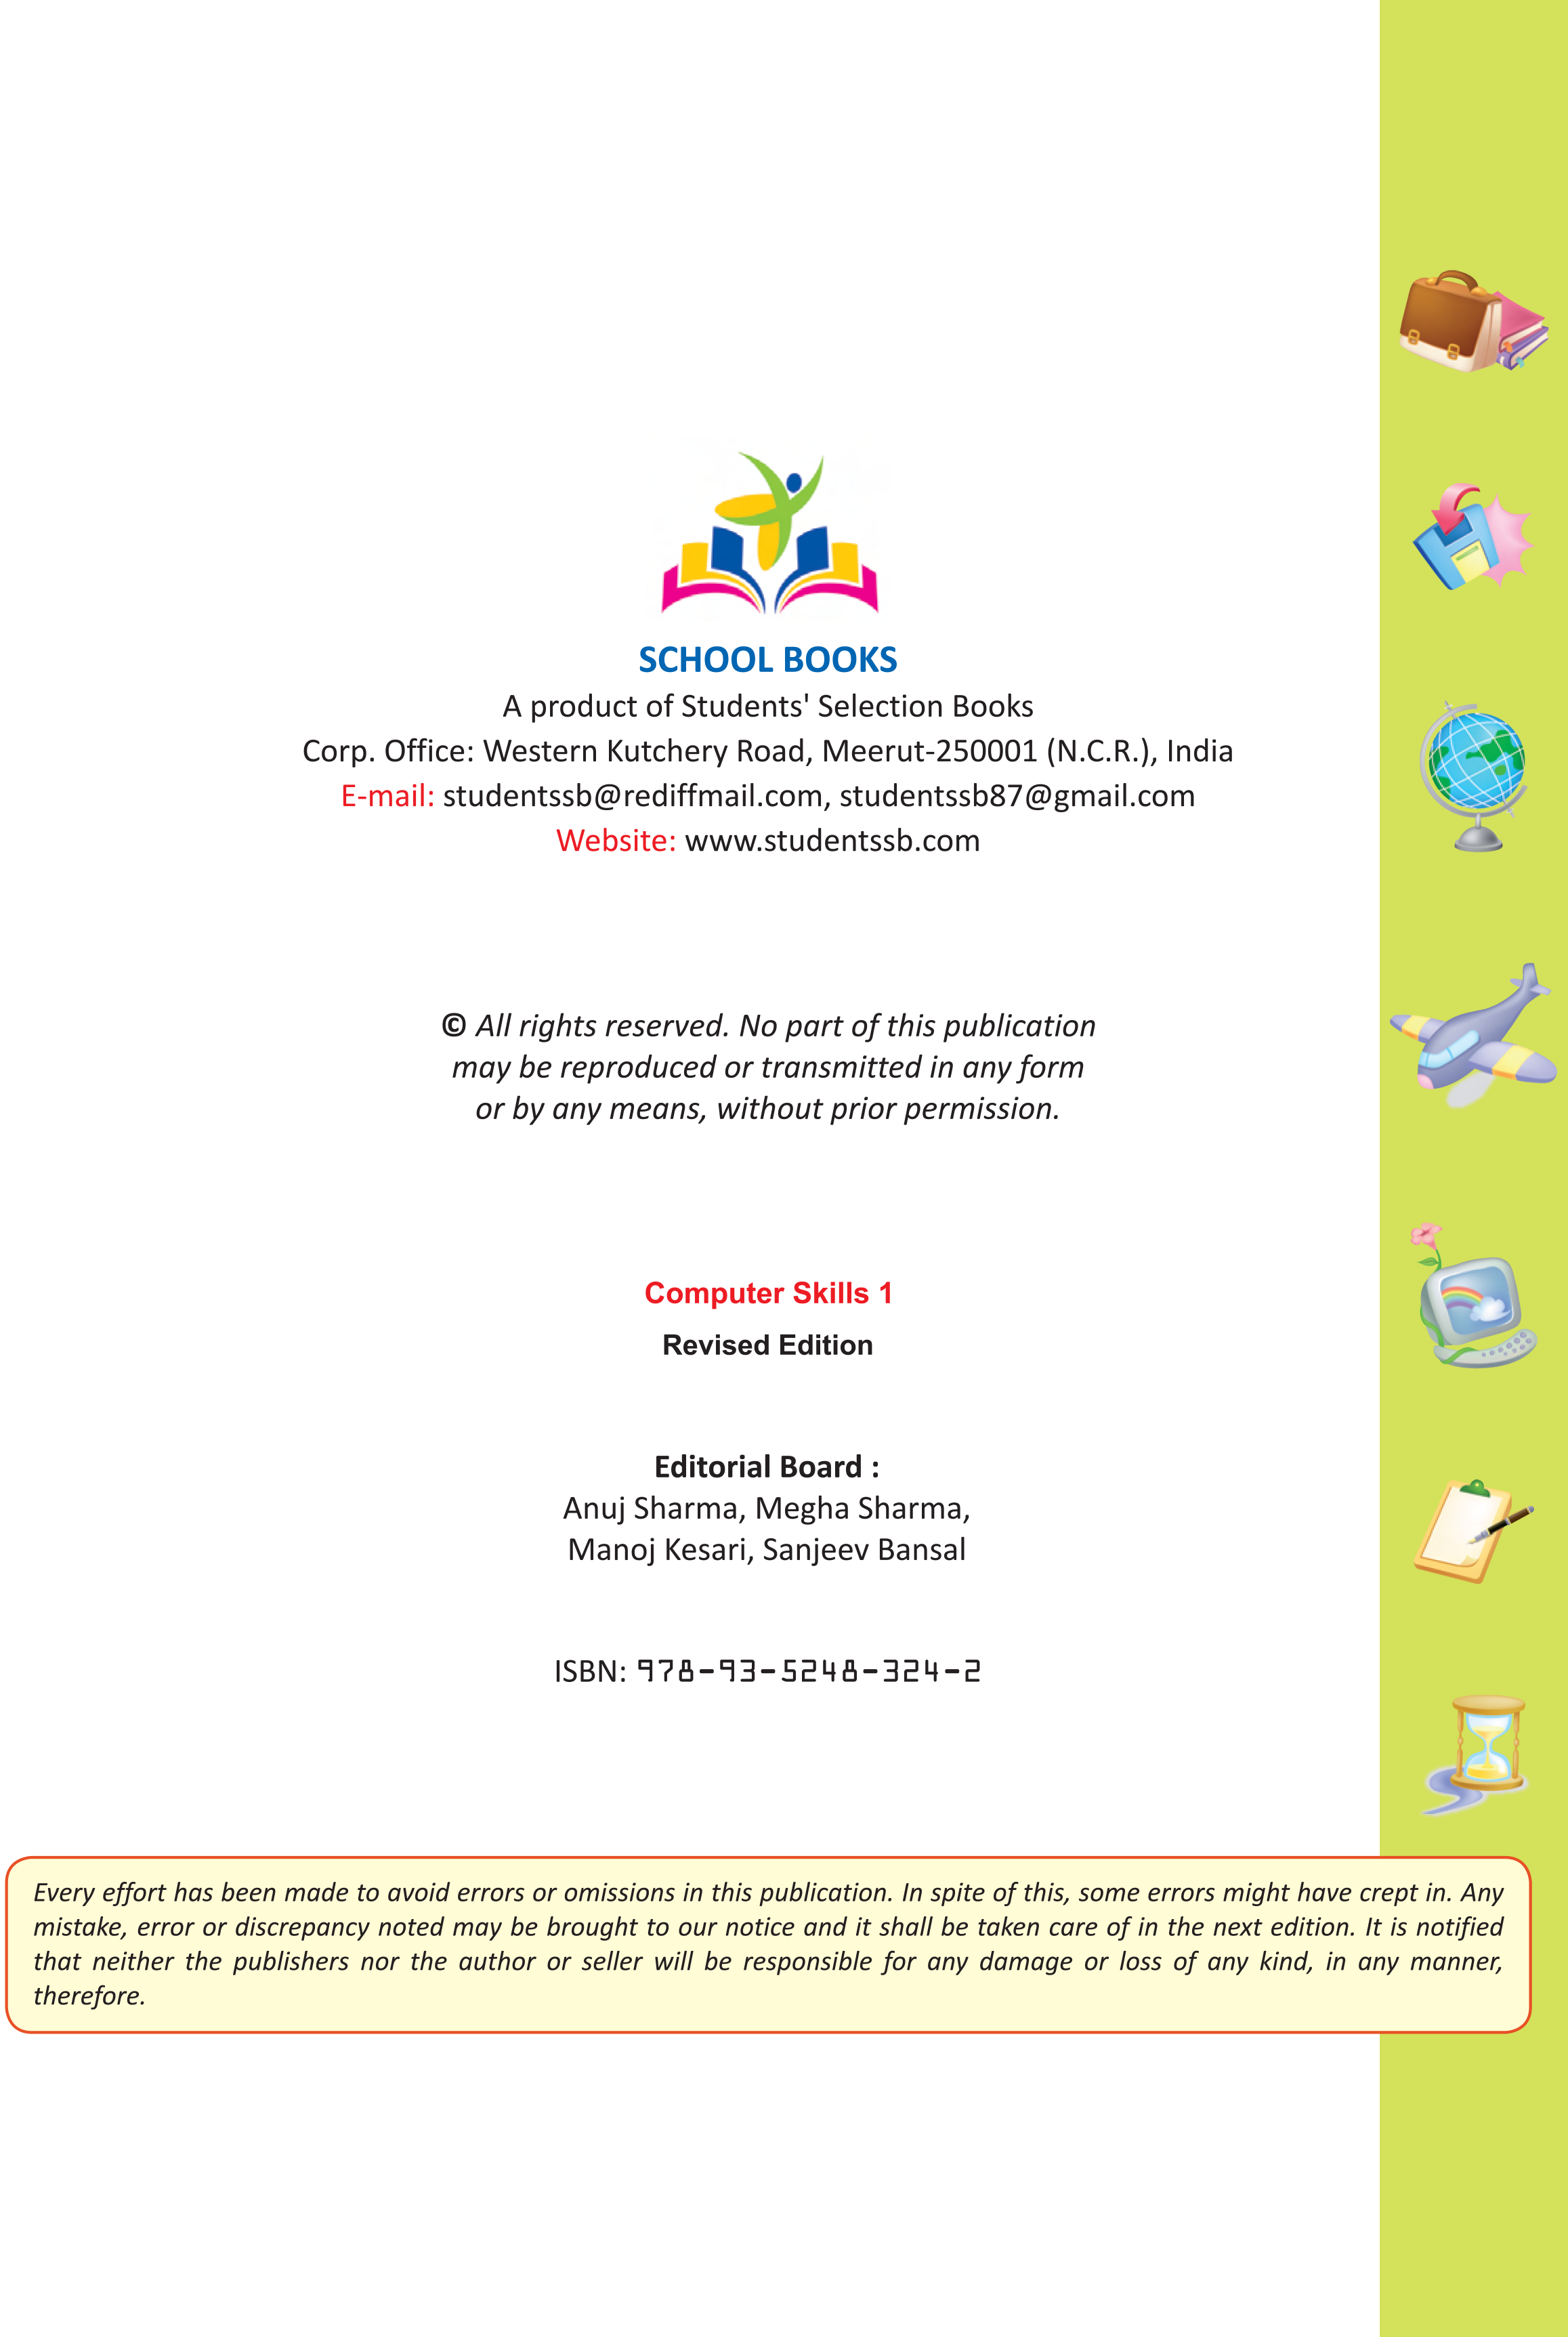 SCHOOL BOOKS
A product of Students' Selection Books
Corp. Office: Western Kutchery Road, Meerut-250001 (N.C.R.), India
E-mail: studentssb@rediffmail.com, studentssb87@gmail.com
Website: www.studentssb.com
© All rights reserved. No part of this publication
may be reproduced or transmitted in any form
or by any means, without prior permission.
Computer Skills 1
Revised Edition
Editorial Board :
Anuj Sharma, Megha Sharma,
Manoj Kesari, Sanjeev Bansal
ISBN: 978-93-5248-324-2
Every effort has been made to avoid errors or omissions in this publication. In spite of this, some errors might have crept in. Any
mistake, error or discrepancy noted may be brought to our notice and it shall be taken care of in the next edition. It is notified
that neither the publishers nor the author or seller will be responsible for any damage or loss of any kind, in any manner,
therefore.